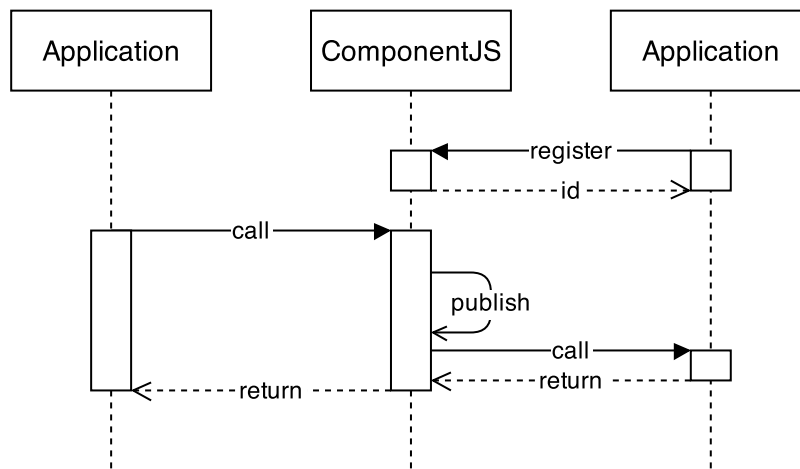 Application
ComponentJS
Application
register
id
call
publish
call
return
return